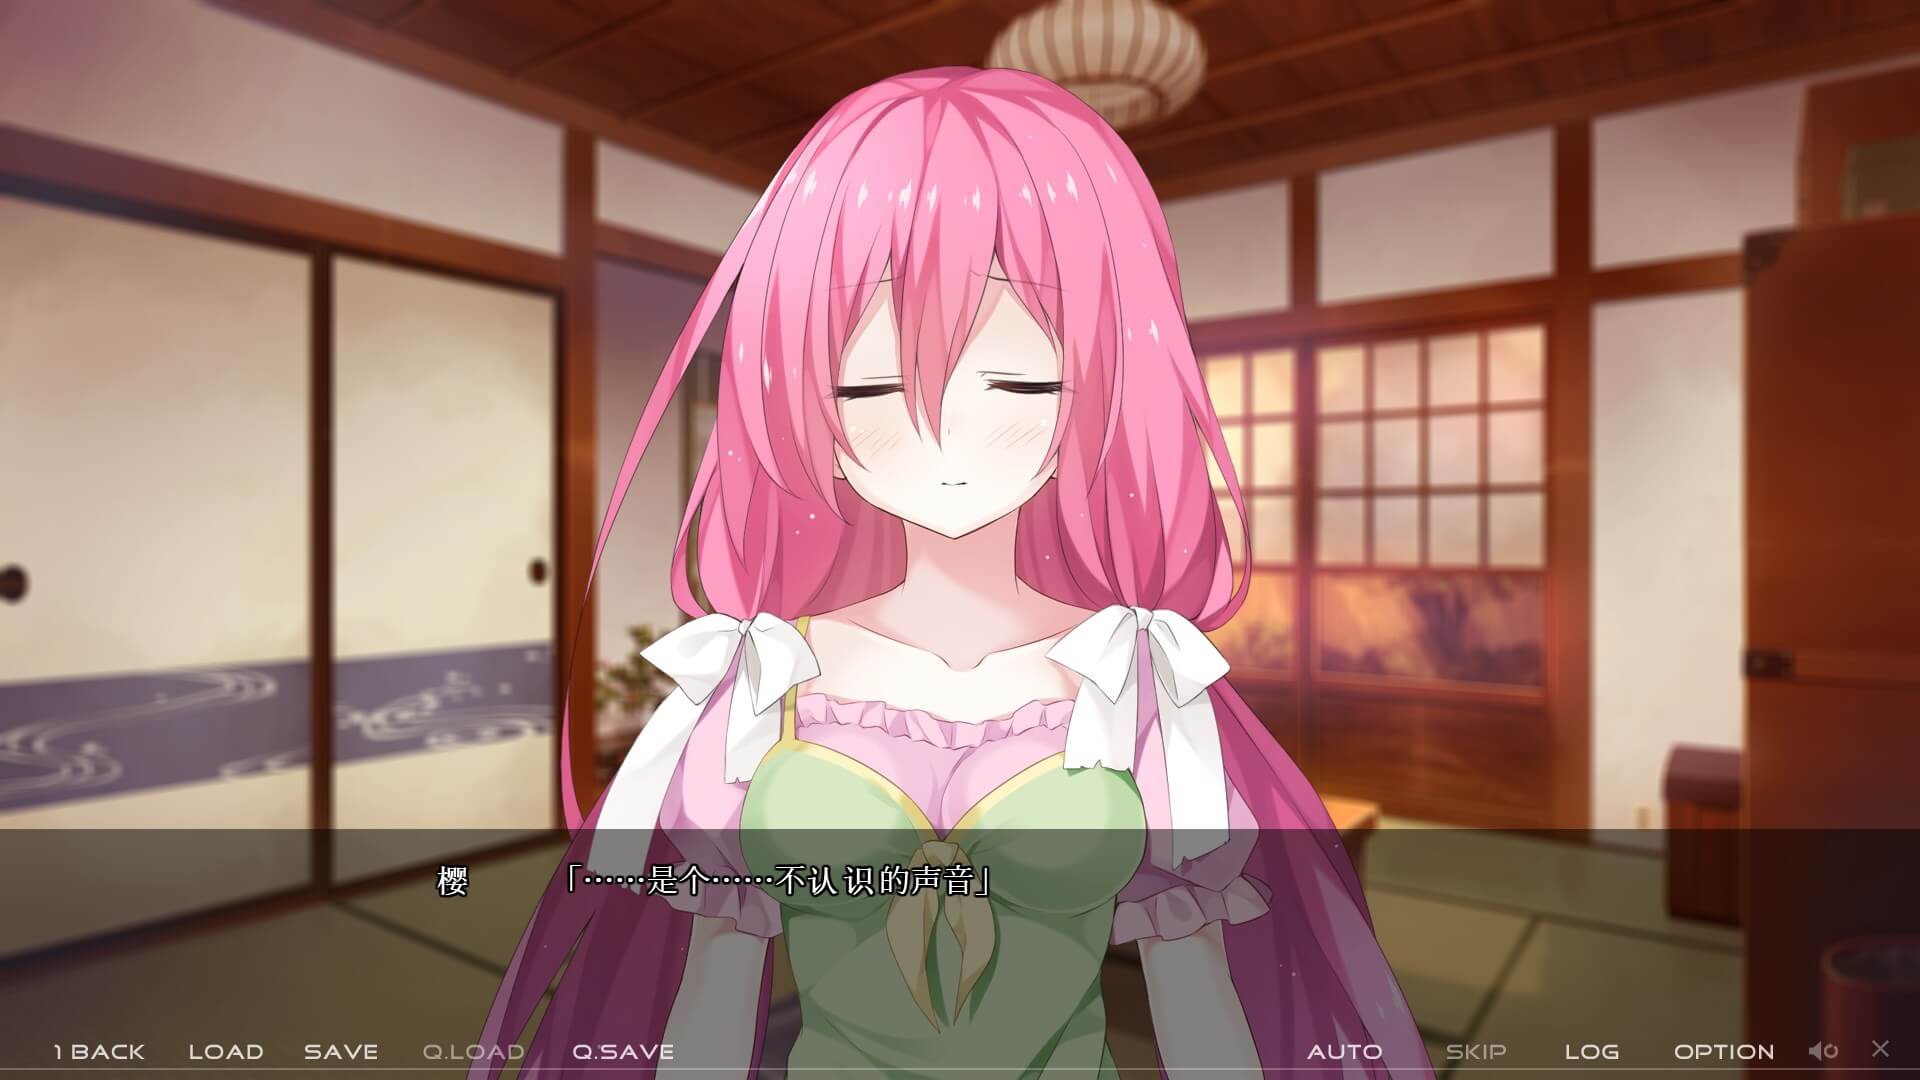 樱 「……是个……不认识的声音」
1 BACK LOAD SAVE Q.LOAD Q.SAVE AUTO SKIP LOG OPTION